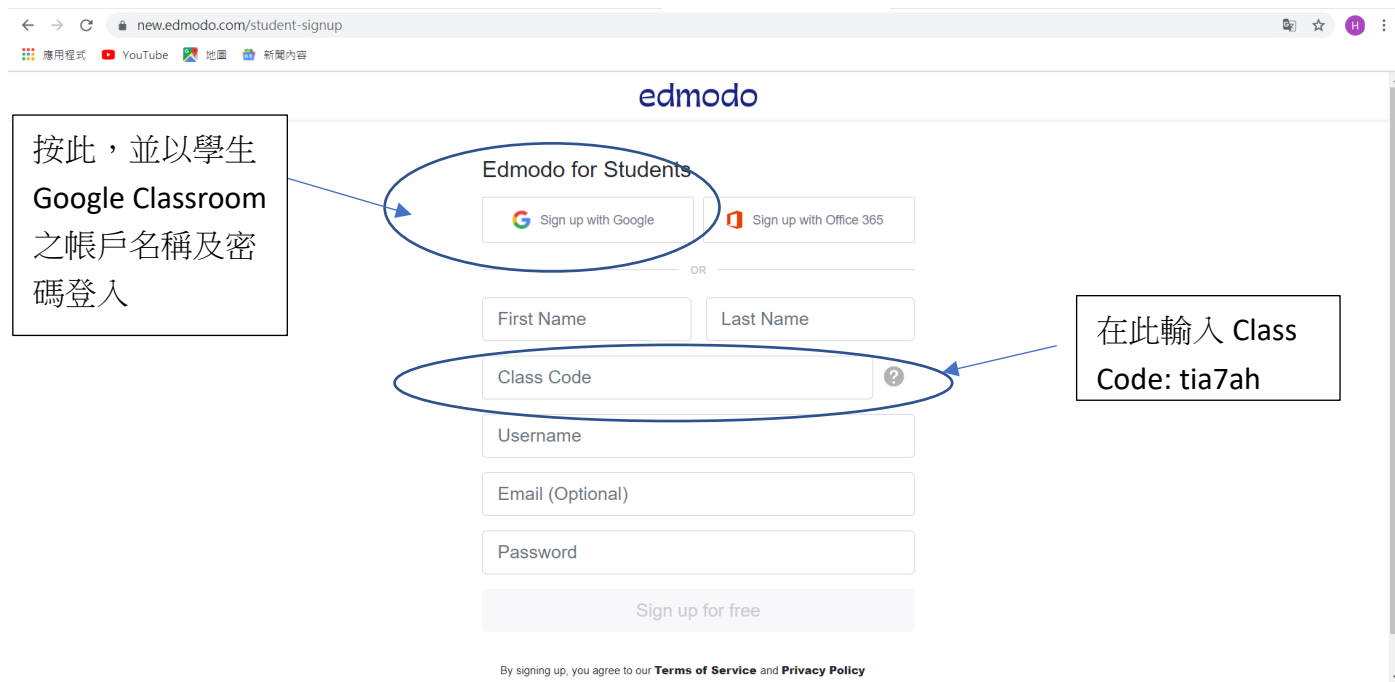 new.edmodo.com/student-signup
H
應用程式 YouTube 地圖 新聞內容
edmodo
按此，並以學生
Google Classroom
之帳戶名稱及密
碼登入
Edmodo for Students
Sign up with Google Sign up with Office 365
OR
First Name Last Name
Class Code ?
在此輸入 Class
Code: tia7ah
Username
Email (Optional)
Password
Sign up for free
By signing up, you agree to our Terms of Service and Privacy Policy